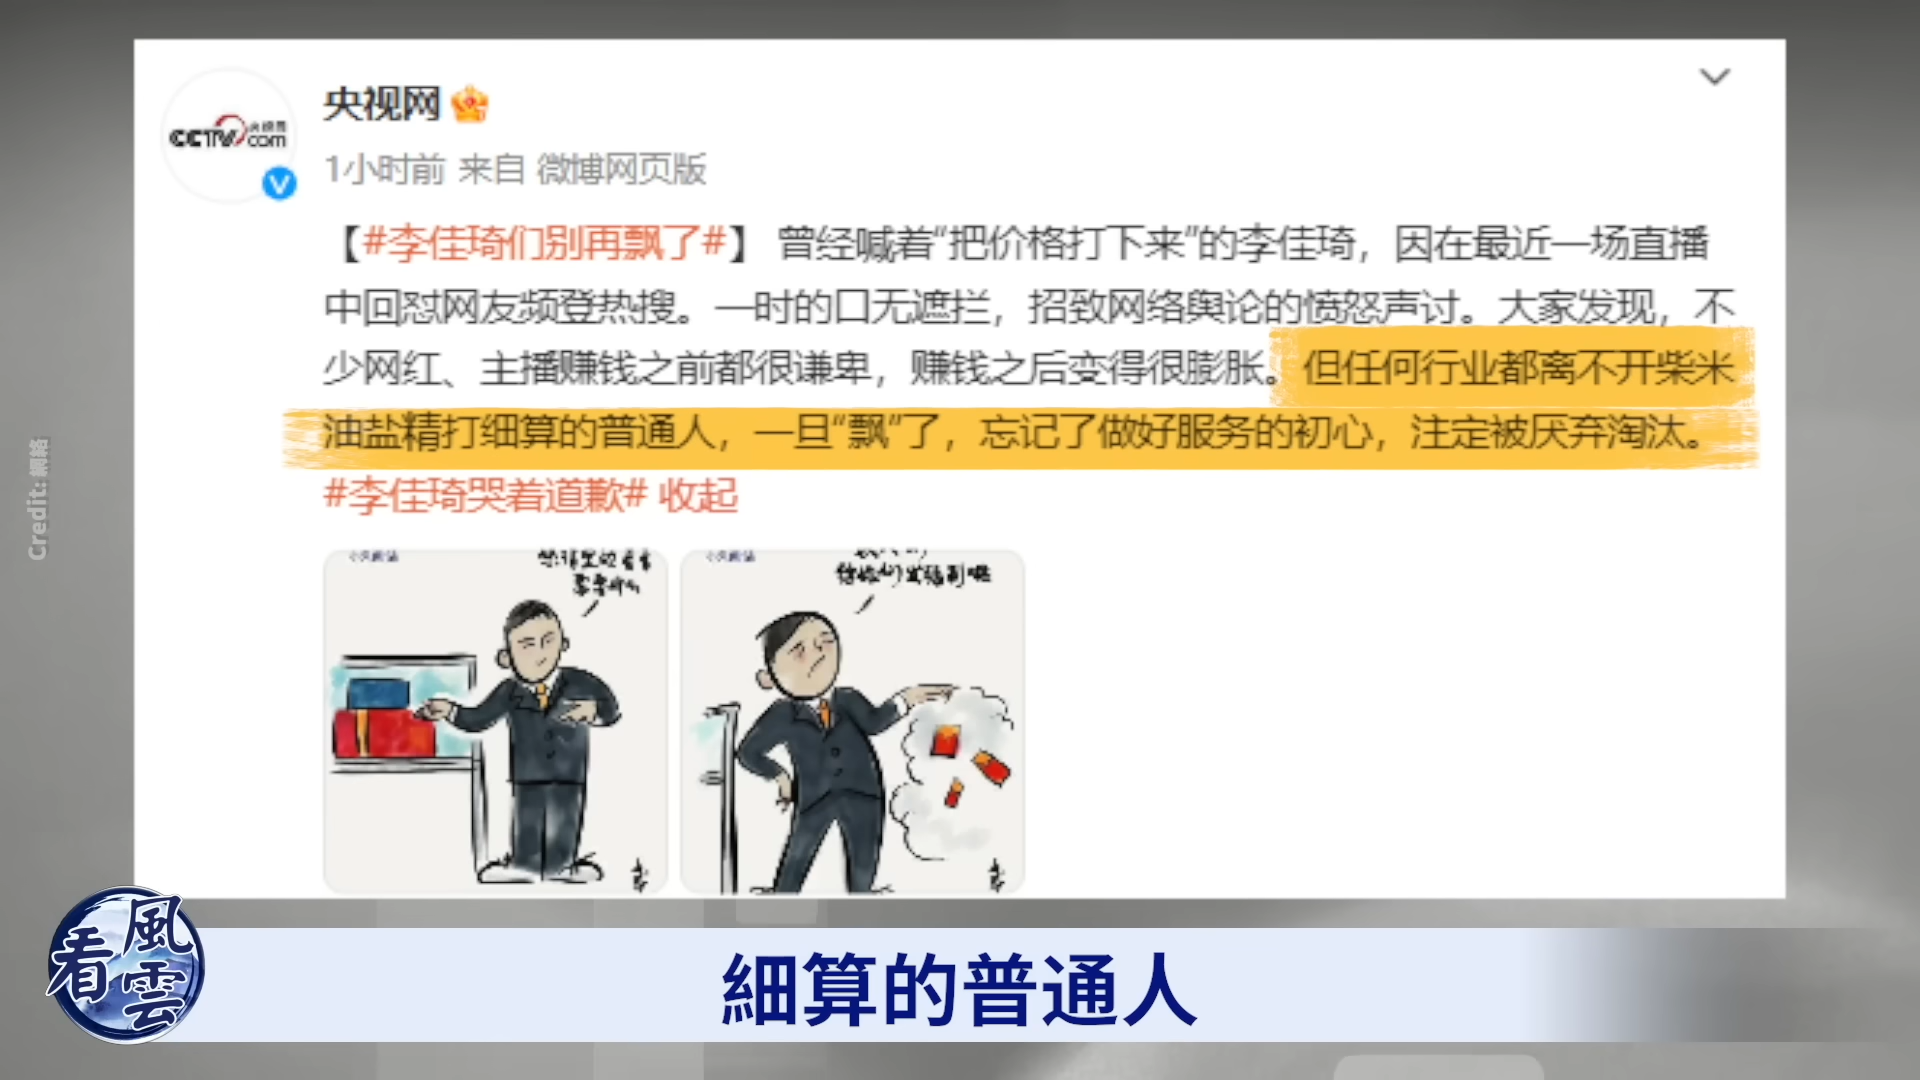 央视网
CCTV.com 央视网
1小时前 来自 微博网页版
【#李佳琦们别再飘了#】 曾经喊着“把价格打下来”的李佳琦，因在最近一场直播
中回怼网友频登热搜。一时的口无遮拦，招致网络舆论的愤怒声讨。大家发现，不
少网红、主播赚钱之前都很谦卑，赚钱之后变得很膨胀。但任何行业都离不开柴米
油盐精打细算的普通人，一旦“飘”了，忘记了做好服务的初心，注定被厌弃淘汰。
#李佳琦哭着道歉# 收起
Credit: 網絡
看風雲
細算的普通人